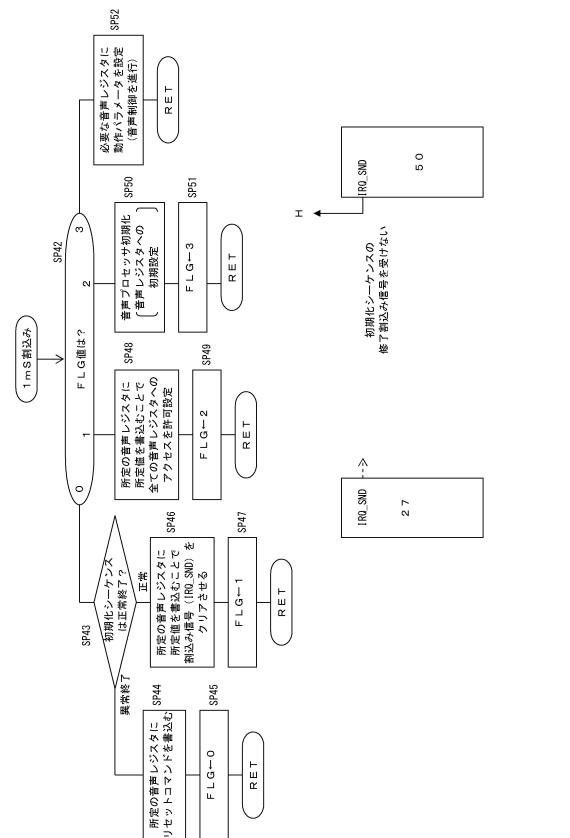 1mS割込み
SP42
FLG値は?
0
1
2
3
SP43
初期化シーケンス
は正常終了?
異常終了
正常
SP44
所定の音声レジスタに
リセットコマンドを書込む
SP45
FLG←0
RET
SP46
所定の音声レジスタに
所定値を書込むことで
割込み信号(IRQ_SND)を
クリアさせる
SP47
FLG←1
RET
SP48
所定の音声レジスタに
所定値を書込むことで
全ての音声レジスタへの
アクセスを許可設定
SP49
FLG←2
RET
SP50
音声プロセッサ初期化
音声レジスタへの
初期設定
SP51
FLG←3
RET
SP52
必要な音声レジスタに
動作パラメータを設定
(音声制御を進行)
RET
IRQ_SND
27
初期化シーケンスの
修了割込み信号を受けない
H
IRQ_SND
50